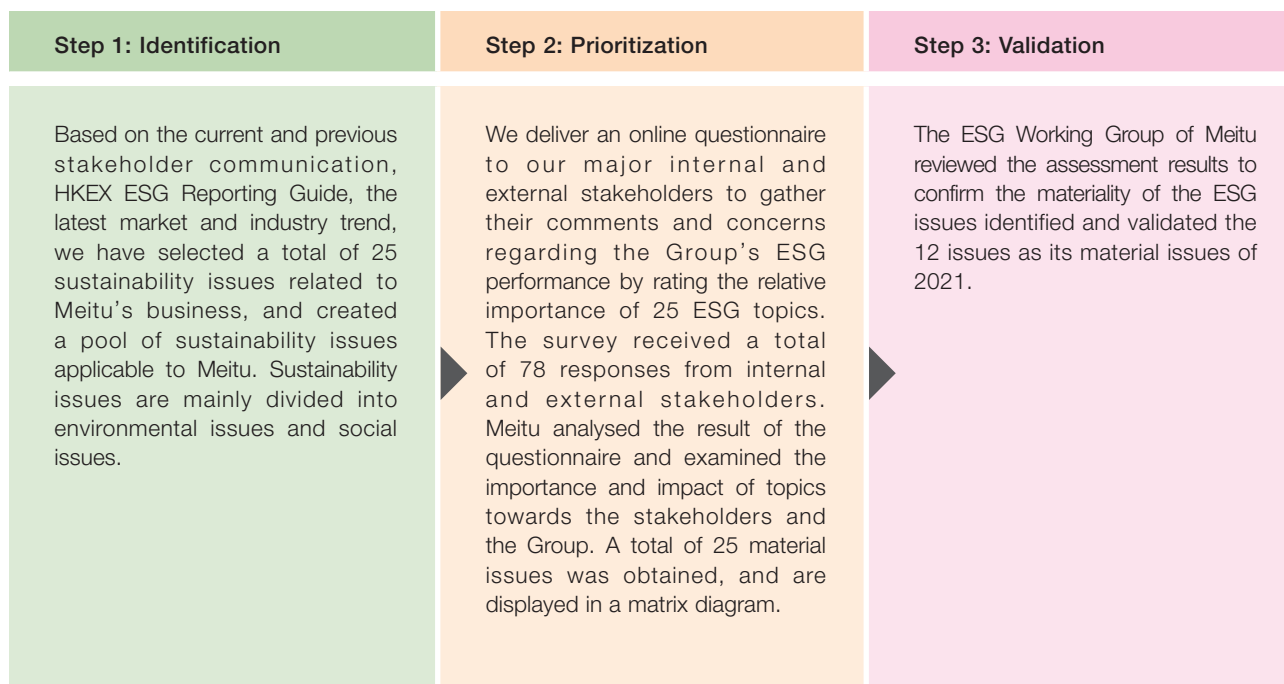 Step 1: Identification
Based on the current and previous
stakeholder communication,
HKEX ESG Reporting Guide, the
latest market and industry trend,
we have selected a total of 25
sustainability issues related to
Meitu's business, and created
a pool of sustainability issues
applicable to Meitu. Sustainability
issues are mainly divided into
environmental issues and social
issues.
Step 2: Prioritization
We deliver an online questionnaire
to our major internal and
external stakeholders to gather
their comments and concerns
regarding the Group's ESG
performance by rating the relative
importance of 25 ESG topics.
The survey received a total
of 78 responses from internal
and external stakeholders.
Meitu analysed the result of the
questionnaire and examined the
importance and impact of topics
towards the stakeholders and
the Group. A total of 25 material
issues was obtained, and are
displayed in a matrix diagram.
Step 3: Validation
The ESG Working Group of Meitu
reviewed the assessment results to
confirm the materiality of the ESG
issues identified and validated the
12 issues as its material issues of
2021.